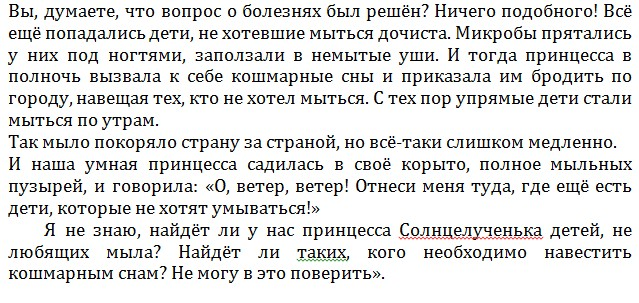 Вы, думаете, что вопрос о болезнях был решён? Ничего подобного! Всё
ещё попадались дети, не хотевшие мыться дочиста. Микробы прятались
у них под ногтями, заползали в немытые уши. И тогда принцесса в
полночь вызвала к себе кошмарные сны и приказала им бродить по
городу, навещая тех, кто не хотел мыться. С тех пор упрямые дети стали
мыться по утрам.
Так мыло покоряло страну за страной, но всё-таки слишком медленно.
И наша умная принцесса садилась в своё корыто, полное мыльных
пузырей, и говорила: «О, ветер, ветер! Отнеси меня туда, где ещё есть
дети, которые не хотят умываться!»
Я не знаю, найдёт ли у нас принцесса Солнцелученька детей, не
любящих мыла? Найдёт ли таких, кого необходимо навестить
кошмарным снам? Не могу в это поверить».